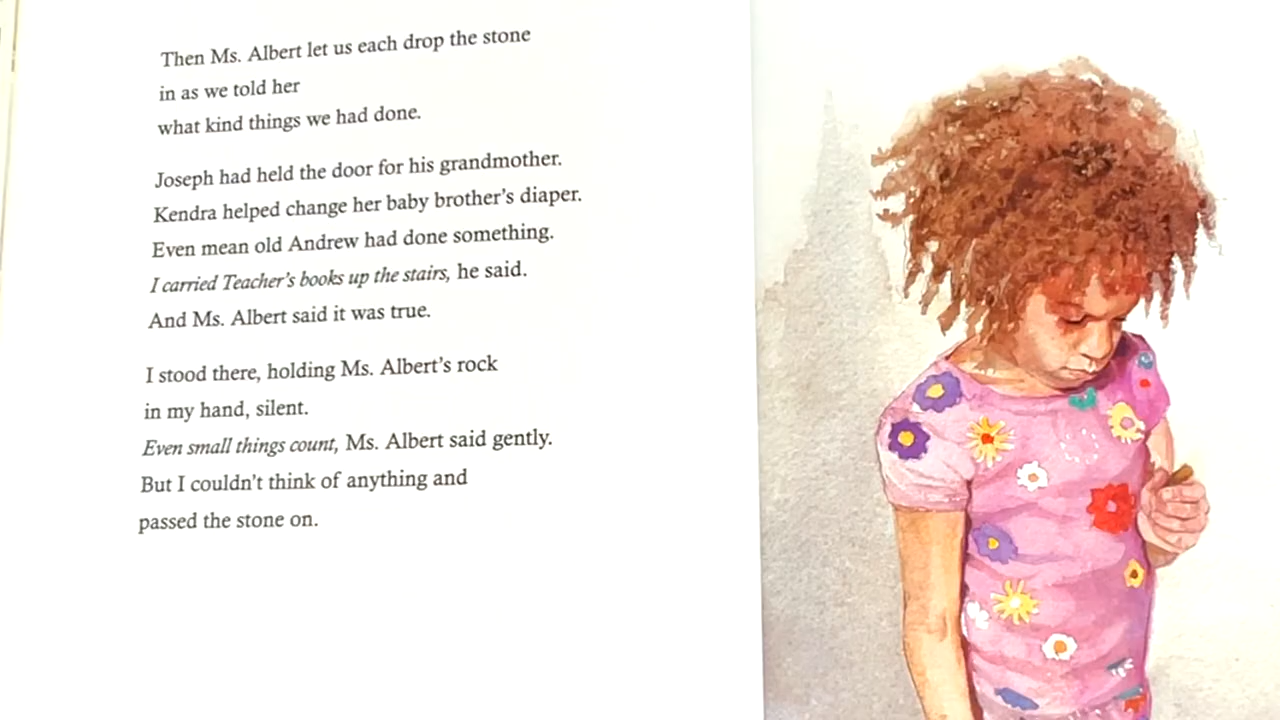 Then Ms. Albert let us each drop the stone
in as we told her
what kind things we had done.
Joseph had held the door for his grandmother.
Kendra helped change her baby brother’s diaper.
Even mean old Andrew had done something.
I carried Teacher’s books up the stairs, he said.
And Ms. Albert said it was true.
I stood there, holding Ms. Albert’s rock
in my hand, silent.
Even small things count, Ms. Albert said gently.
But I couldn’t think of anything and
passed the stone on.